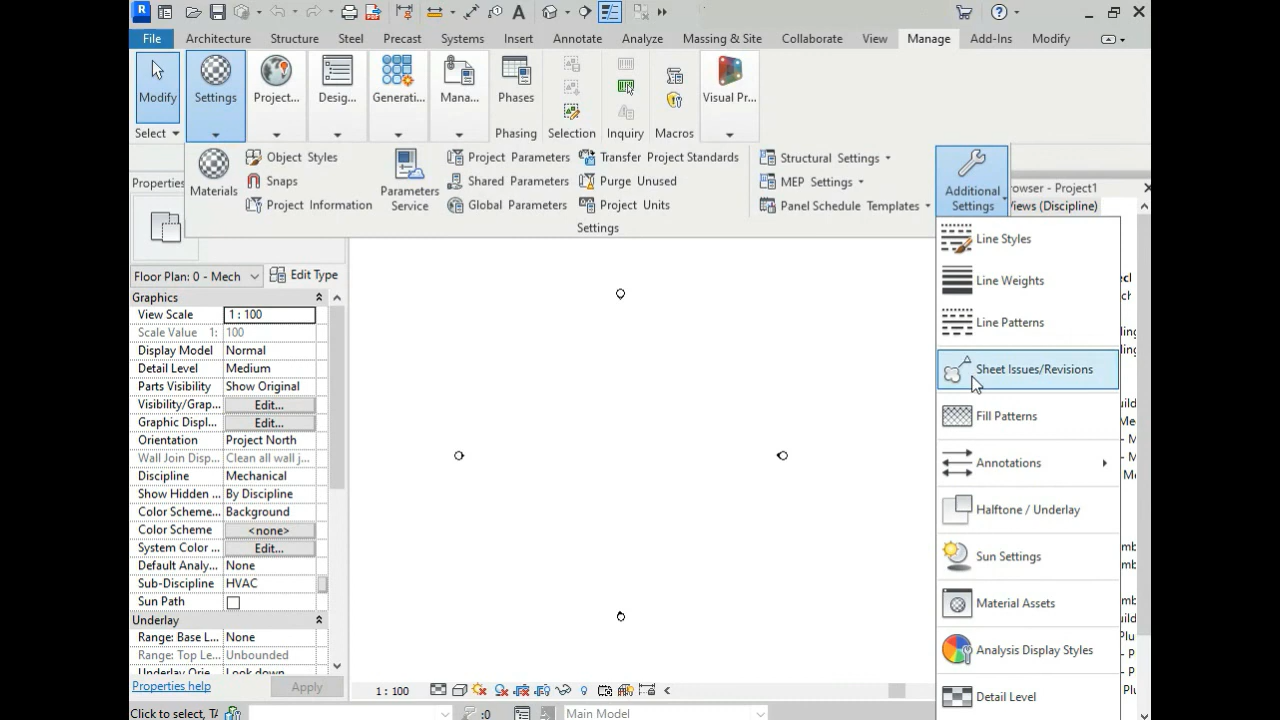 File Architecture Structure Steel Precast Systems Insert Annotate Analyze Massing & Site Collaborate View Manage Add-Ins Modify
Modify Settings Project... Desig... Generati... Mana... Phases Visual Pr...
Select Phasing Selection Inquiry Macros
Materials
Object Styles
Snaps
Project Information
Parameters
Service
Project Parameters
Shared Parameters
Global Parameters
Transfer Project Standards
Purge Unused
Project Units
Structural Settings
MEP Settings
Panel Schedule Templates
Additional
Settings
Settings
Properties
rowser - Project1
Views (Discipline)
Floor Plan: 0 - Mech Edit Type
Graphics
View Scale 1 : 100
Scale Value 1: 100
Display Model Normal
Detail Level Medium
Parts Visibility Show Original
Visibility/Grap... Edit...
Graphic Displ... Edit...
Orientation Project North
Wall Join Disp... Clean all wall j...
Discipline Mechanical
Show Hidden ... By Discipline
Color Scheme... Background
Color Scheme <none>
System Color ... Edit...
Default Analy... None
Sub-Discipline HVAC
Sun Path
Underlay
Range: Base L... None
Range: Top Le... Unbounded
Underlay Orie... Look down
Properties help Apply
Line Styles
Line Weights
Line Patterns
Sheet Issues/Revisions
Fill Patterns
Annotations
Halftone / Underlay
Sun Settings
Material Assets
Analysis Display Styles
Detail Level
1 : 100
Click to select, TA :0 Main Model